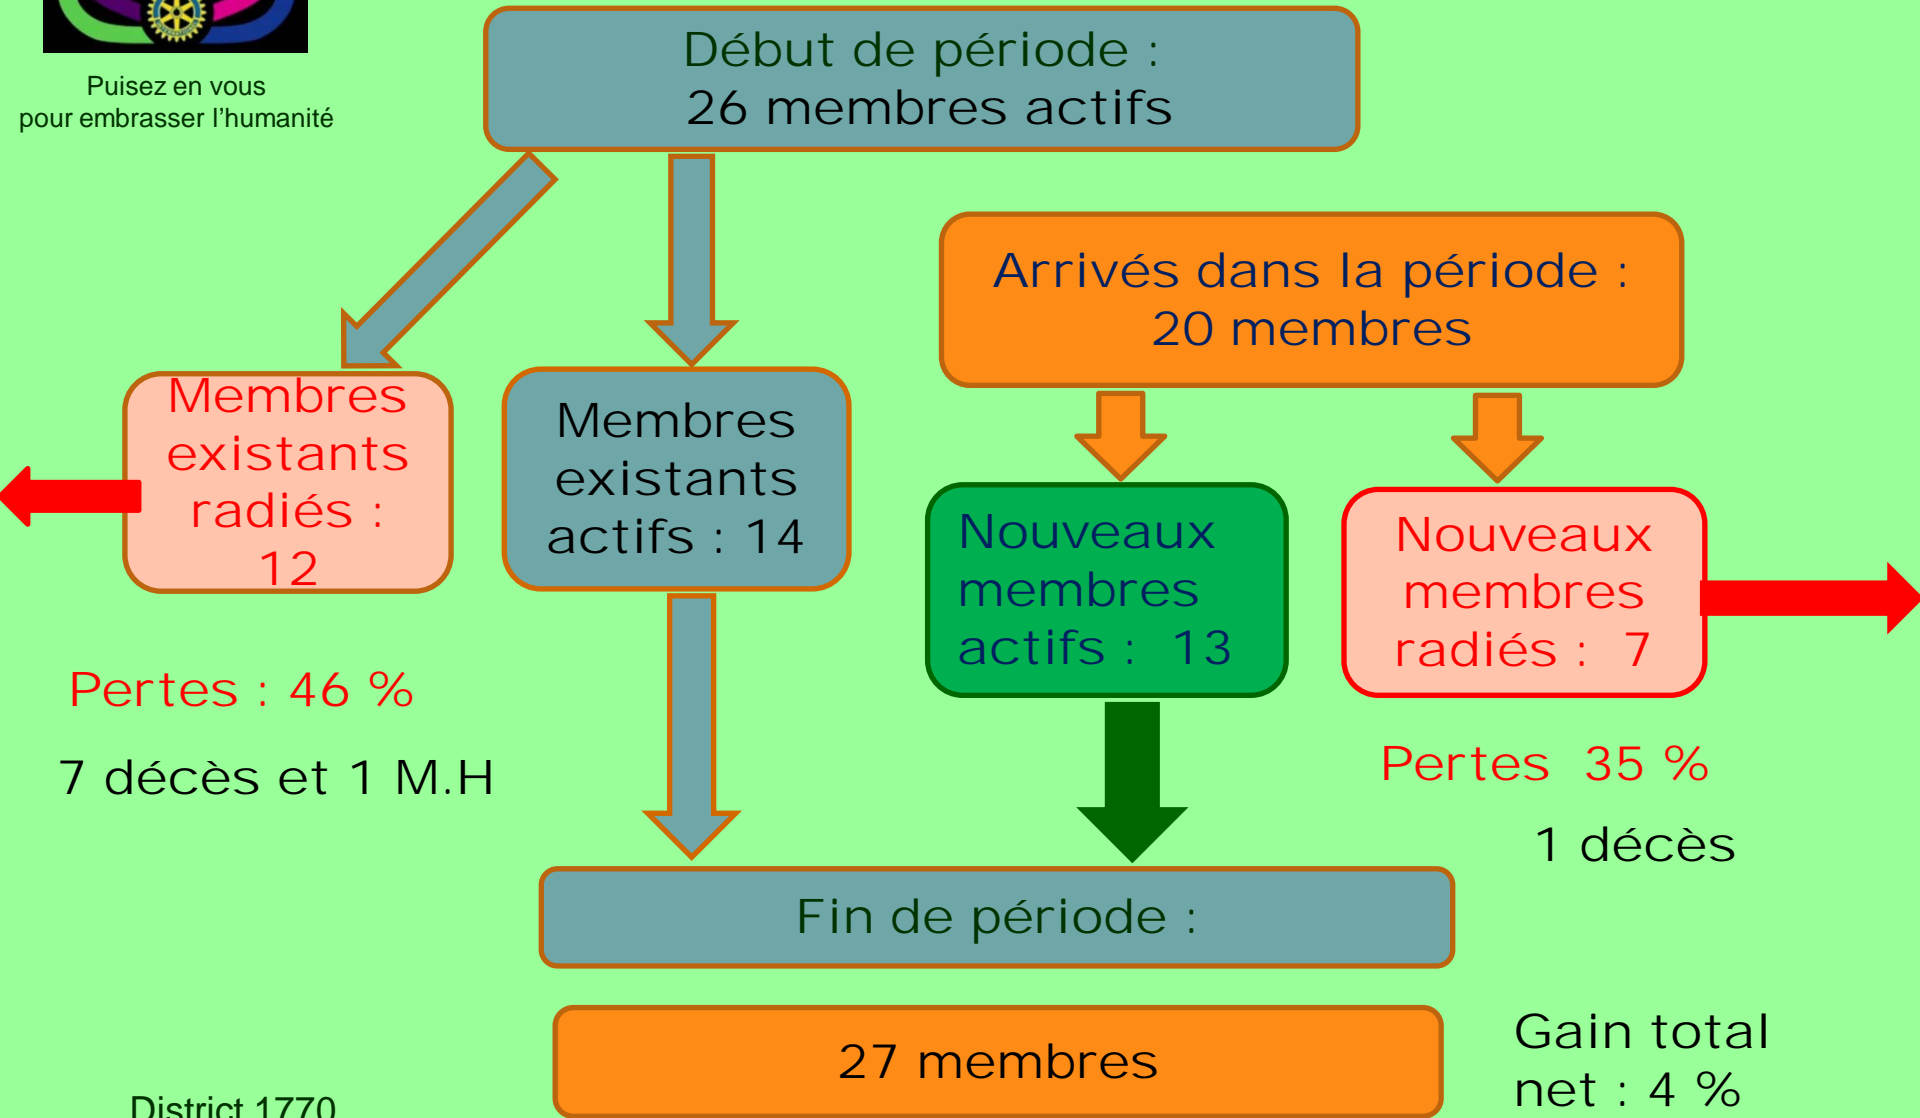 Puisez en vous
pour embrasser l'humanité
Début de période :
26 membres actifs
Arrivés dans la période :
20 membres
Membres
existants
radiés :
12
Membres
existants
actifs : 14
Nouveaux
membres
actifs : 13
Nouveaux
membres
radiés : 7
Pertes : 46 %
7 décès et 1 M.H
Pertes 35 %
1 décès
Fin de période :
27 membres
Gain total
net : 4 %
District 1770